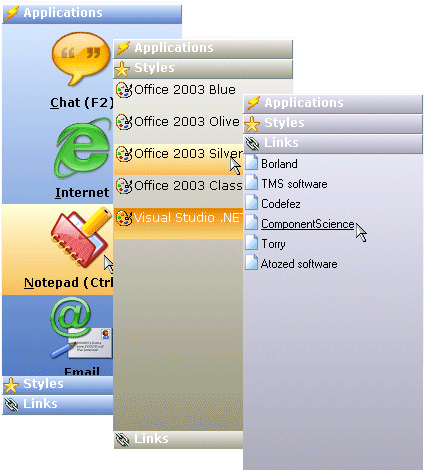 Applications
Chat (F2)
Internet
Notepad (Ctr
Email
Styles
Links
Applications
Styles
Office 2003 Blue
Office 2003 Olive
Office 2003 Silver
Office 2003 Class
Visual Studio .NET
Links
Applications
Styles
Links
Borland
TMS software
Codefez
ComponentScience
Torry
Atozed software